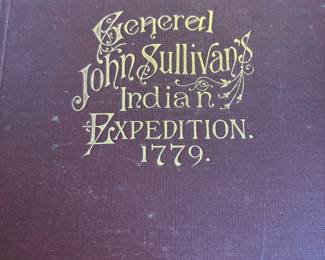 General
John Sullivan's
Indian
Expedition.
1779.